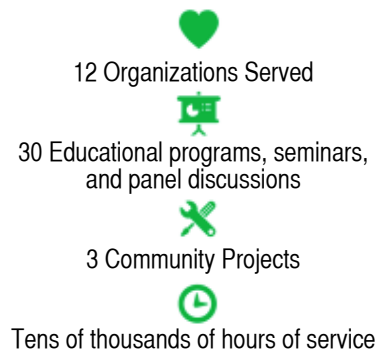 12 Organizations Served
30 Educational programs, seminars,
and panel discussions
3 Community Projects
Tens of thousands of hours of service